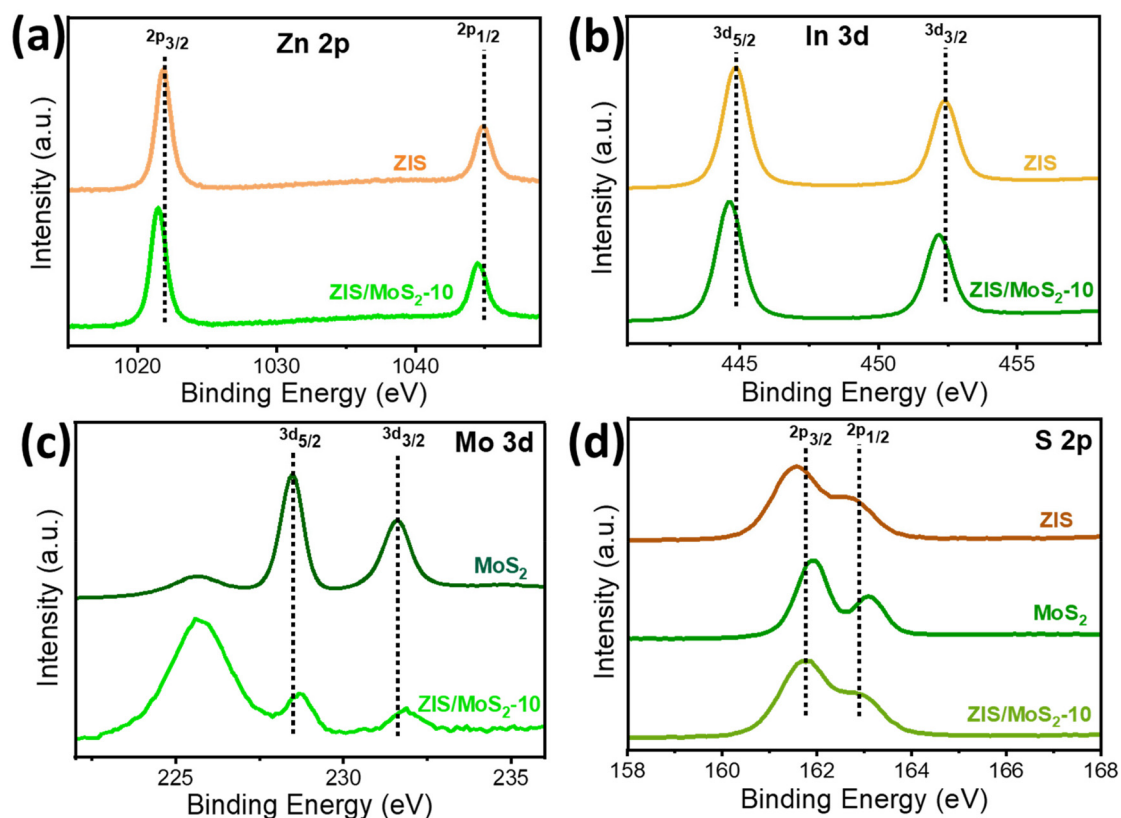 (a)
Zn 2p
2p3/2
2p1/2
ZIS
ZIS/MoS2-10
Intensity (a.u.)
1020
1030
1040
Binding Energy (eV)
(b)
In 3d
3d5/2
3d3/2
ZIS
ZIS/MoS2-10
Intensity (a.u.)
445
450
455
Binding Energy (eV)
(c)
Mo 3d
3d5/2
3d3/2
MoS2
ZIS/MoS2-10
Intensity (a.u.)
225
230
235
Binding Energy (eV)
(d)
S 2p
2p3/2
2p1/2
ZIS
MoS2
ZIS/MoS2-10
Intensity (a.u.)
158
160
162
164
166
168
Binding Energy (eV)